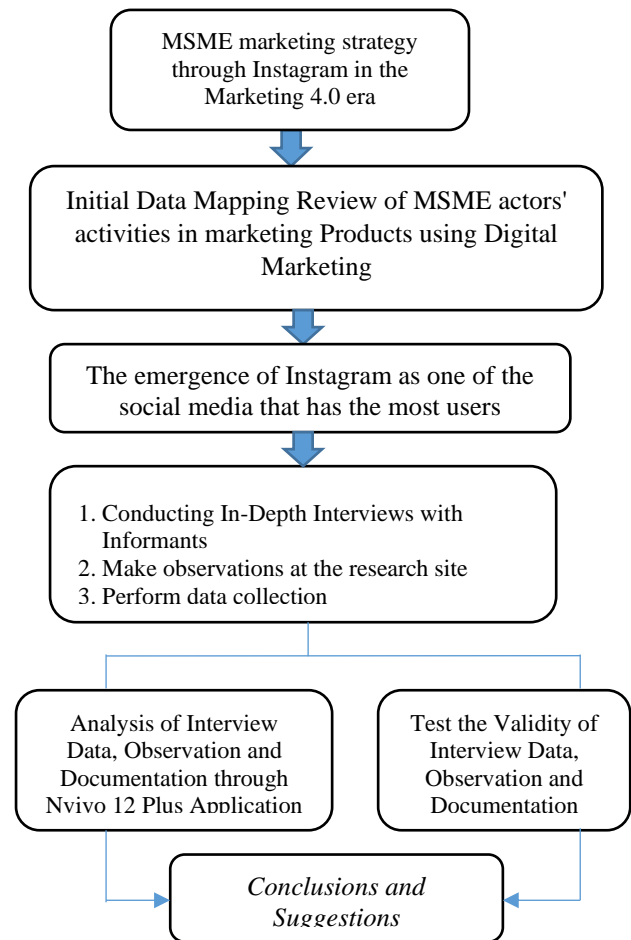 MSME marketing strategy
through Instagram in the
Marketing 4.0 era
Initial Data Mapping Review of MSME actors'
activities in marketing Products using Digital
Marketing
The emergence of Instagram as one of the
social media that has the most users
1. Conducting In-Depth Interviews with
Informants
2. Make observations at the research site
3. Perform data collection
Analysis of Interview
Data, Observation and
Documentation through
Nvivo 12 Plus Application
Test the Validity of
Interview Data,
Observation and
Documentation
Conclusions and
Suggestions